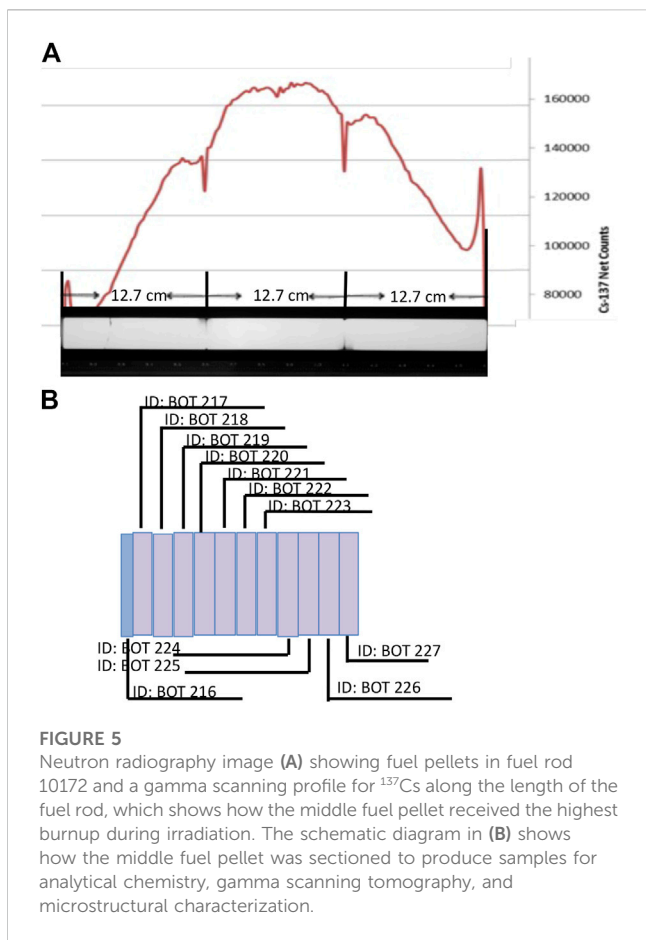 A
160000
140000
120000
100000
80000
Cs-137 Net Counts
12.7 cm 12.7 cm 12.7 cm
B
ID: BOT 217
ID: BOT 218
ID: BOT 219
ID: BOT 220
ID: BOT 221
ID: BOT 222
ID: BOT 223
ID: BOT 224
ID: BOT 225
ID: BOT 216
ID: BOT 227
ID: BOT 226
FIGURE 5
Neutron radiography image (A) showing fuel pellets in fuel rod
10172 and a gamma scanning profile for ¹³⁷Cs along the length of the
fuel rod, which shows how the middle fuel pellet received the highest
burnup during irradiation. The schematic diagram in (B) shows
how the middle fuel pellet was sectioned to produce samples for
analytical chemistry, gamma scanning tomography, and
microstructural characterization.